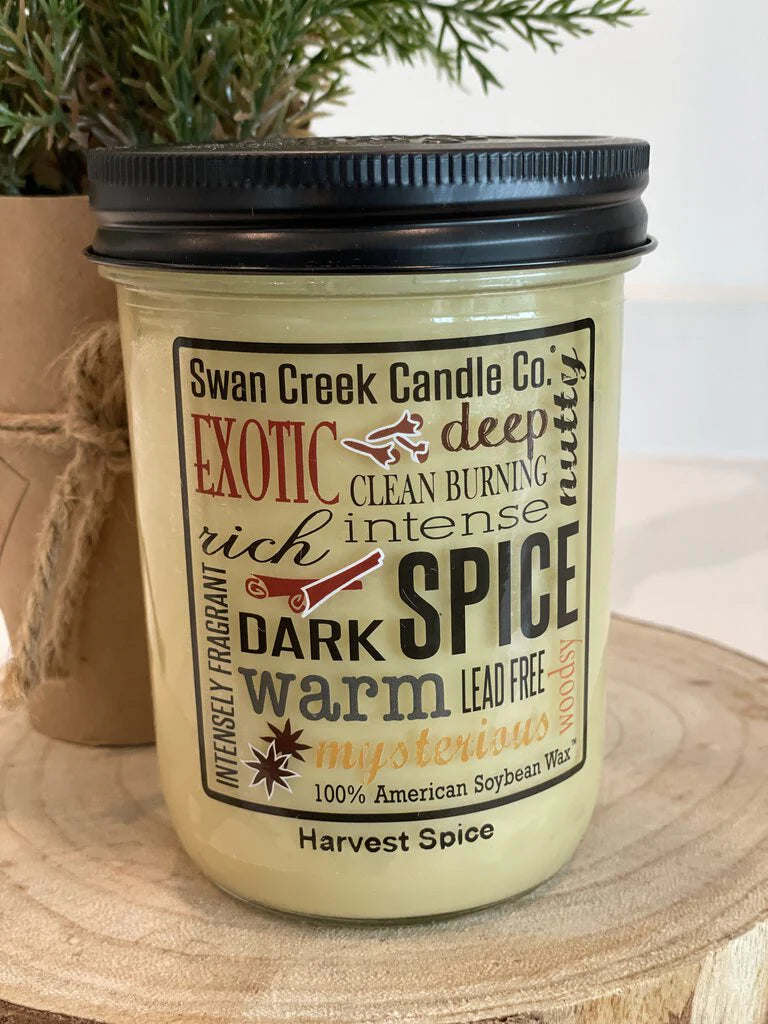 Swan Creek Candle Co.®
EXOTIC
deep
nutty
CLEAN BURNING
rich
intense
SPICE
INTENSELY FRAGRANT
DARK
warm
LEAD FREE
woodsy
mysterious
100% American Soybean Wax™
Harvest Spice